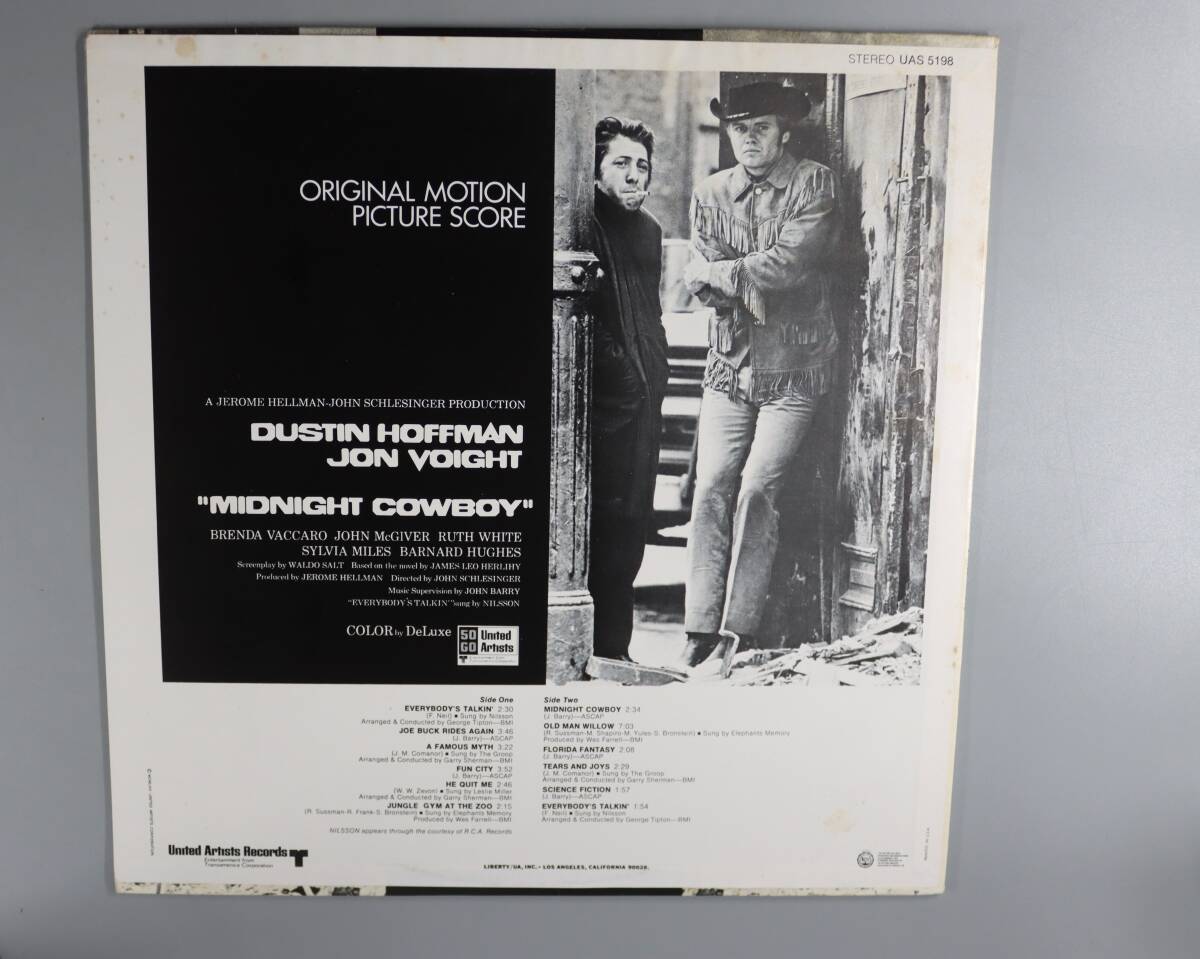 STEREO UAS 5198
ORIGINAL MOTION
PICTURE SCORE
A JEROME HELLMAN-JOHN SCHLESINGER PRODUCTION
DUSTIN HOFFMAN
JON VOIGHT
"MIDNIGHT COWBOY"
BRENDA VACCARO JOHN McGIVER RUTH WHITE
SYLVIA MILES BARNARD HUGHES
Screenplay by WALDO SALT Based on the novel by JAMES LEO HERLIHY
Produced by JEROME HELLMAN Directed by JOHN SCHLESINGER
Music Supervision by JOHN BARRY
"EVERYBODY'S TALKIN'" sung by NILSSON
COLOR by DeLuxe
50
GO
United
Artists
Entertainment from
Transamerica Corporation
Side One
EVERYBODY'S TALKIN' 2:30
(F. Neil) ■ Sung by Nilsson
Arranged & Conducted by George Tipton—BMI
JOE BUCK RIDES AGAIN 3:46
(J. Barry)—ASCAP
A FAMOUS MYTH 3:22
(J. M. Comanor) ■ Sung by The Groop
Arranged & Conducted by Garry Sherman—BMI
FUN CITY 3:52
(J. Barry)—ASCAP
HE QUIT ME 2:46
(W. W. Zevon) ■ Sung by Leslie Miller
Arranged & Conducted by Garry Sherman—BMI
JUNGLE GYM AT THE ZOO 2:15
(R. Sussman-R. Frank-S. Bronstein) ■ Sung by Elephants Memory
Produced by Wes Farrell—BMI
NILSSON appears through the courtesy of R.C.A. Records
Side Two
MIDNIGHT COWBOY 2:34
(J. Barry)—ASCAP
OLD MAN WILLOW 7:03
(R. Sussman-M. Shapiro-M. Yules-S. Bronstein) ■ Sung by Elephants Memory
Produced by Wes Farrell—BMI
FLORIDA FANTASY 2:08
(J. Barry)—ASCAP
TEARS AND JOYS 2:29
(J. M. Comanor) ■ Sung by The Groop
Arranged & Conducted by Garry Sherman—BMI
SCIENCE FICTION 1:57
(J. Barry)—ASCAP
EVERYBODY'S TALKIN' 1:54
(F. Neil) ■ Sung by Nilsson
Arranged & Conducted by George Tipton—BMI
United Artists Records
Entertainment from
Transamerica Corporation
LIBERTY/UA, INC. • LOS ANGELES, CALIFORNIA 90028.
PRINTED IN U.S.A.